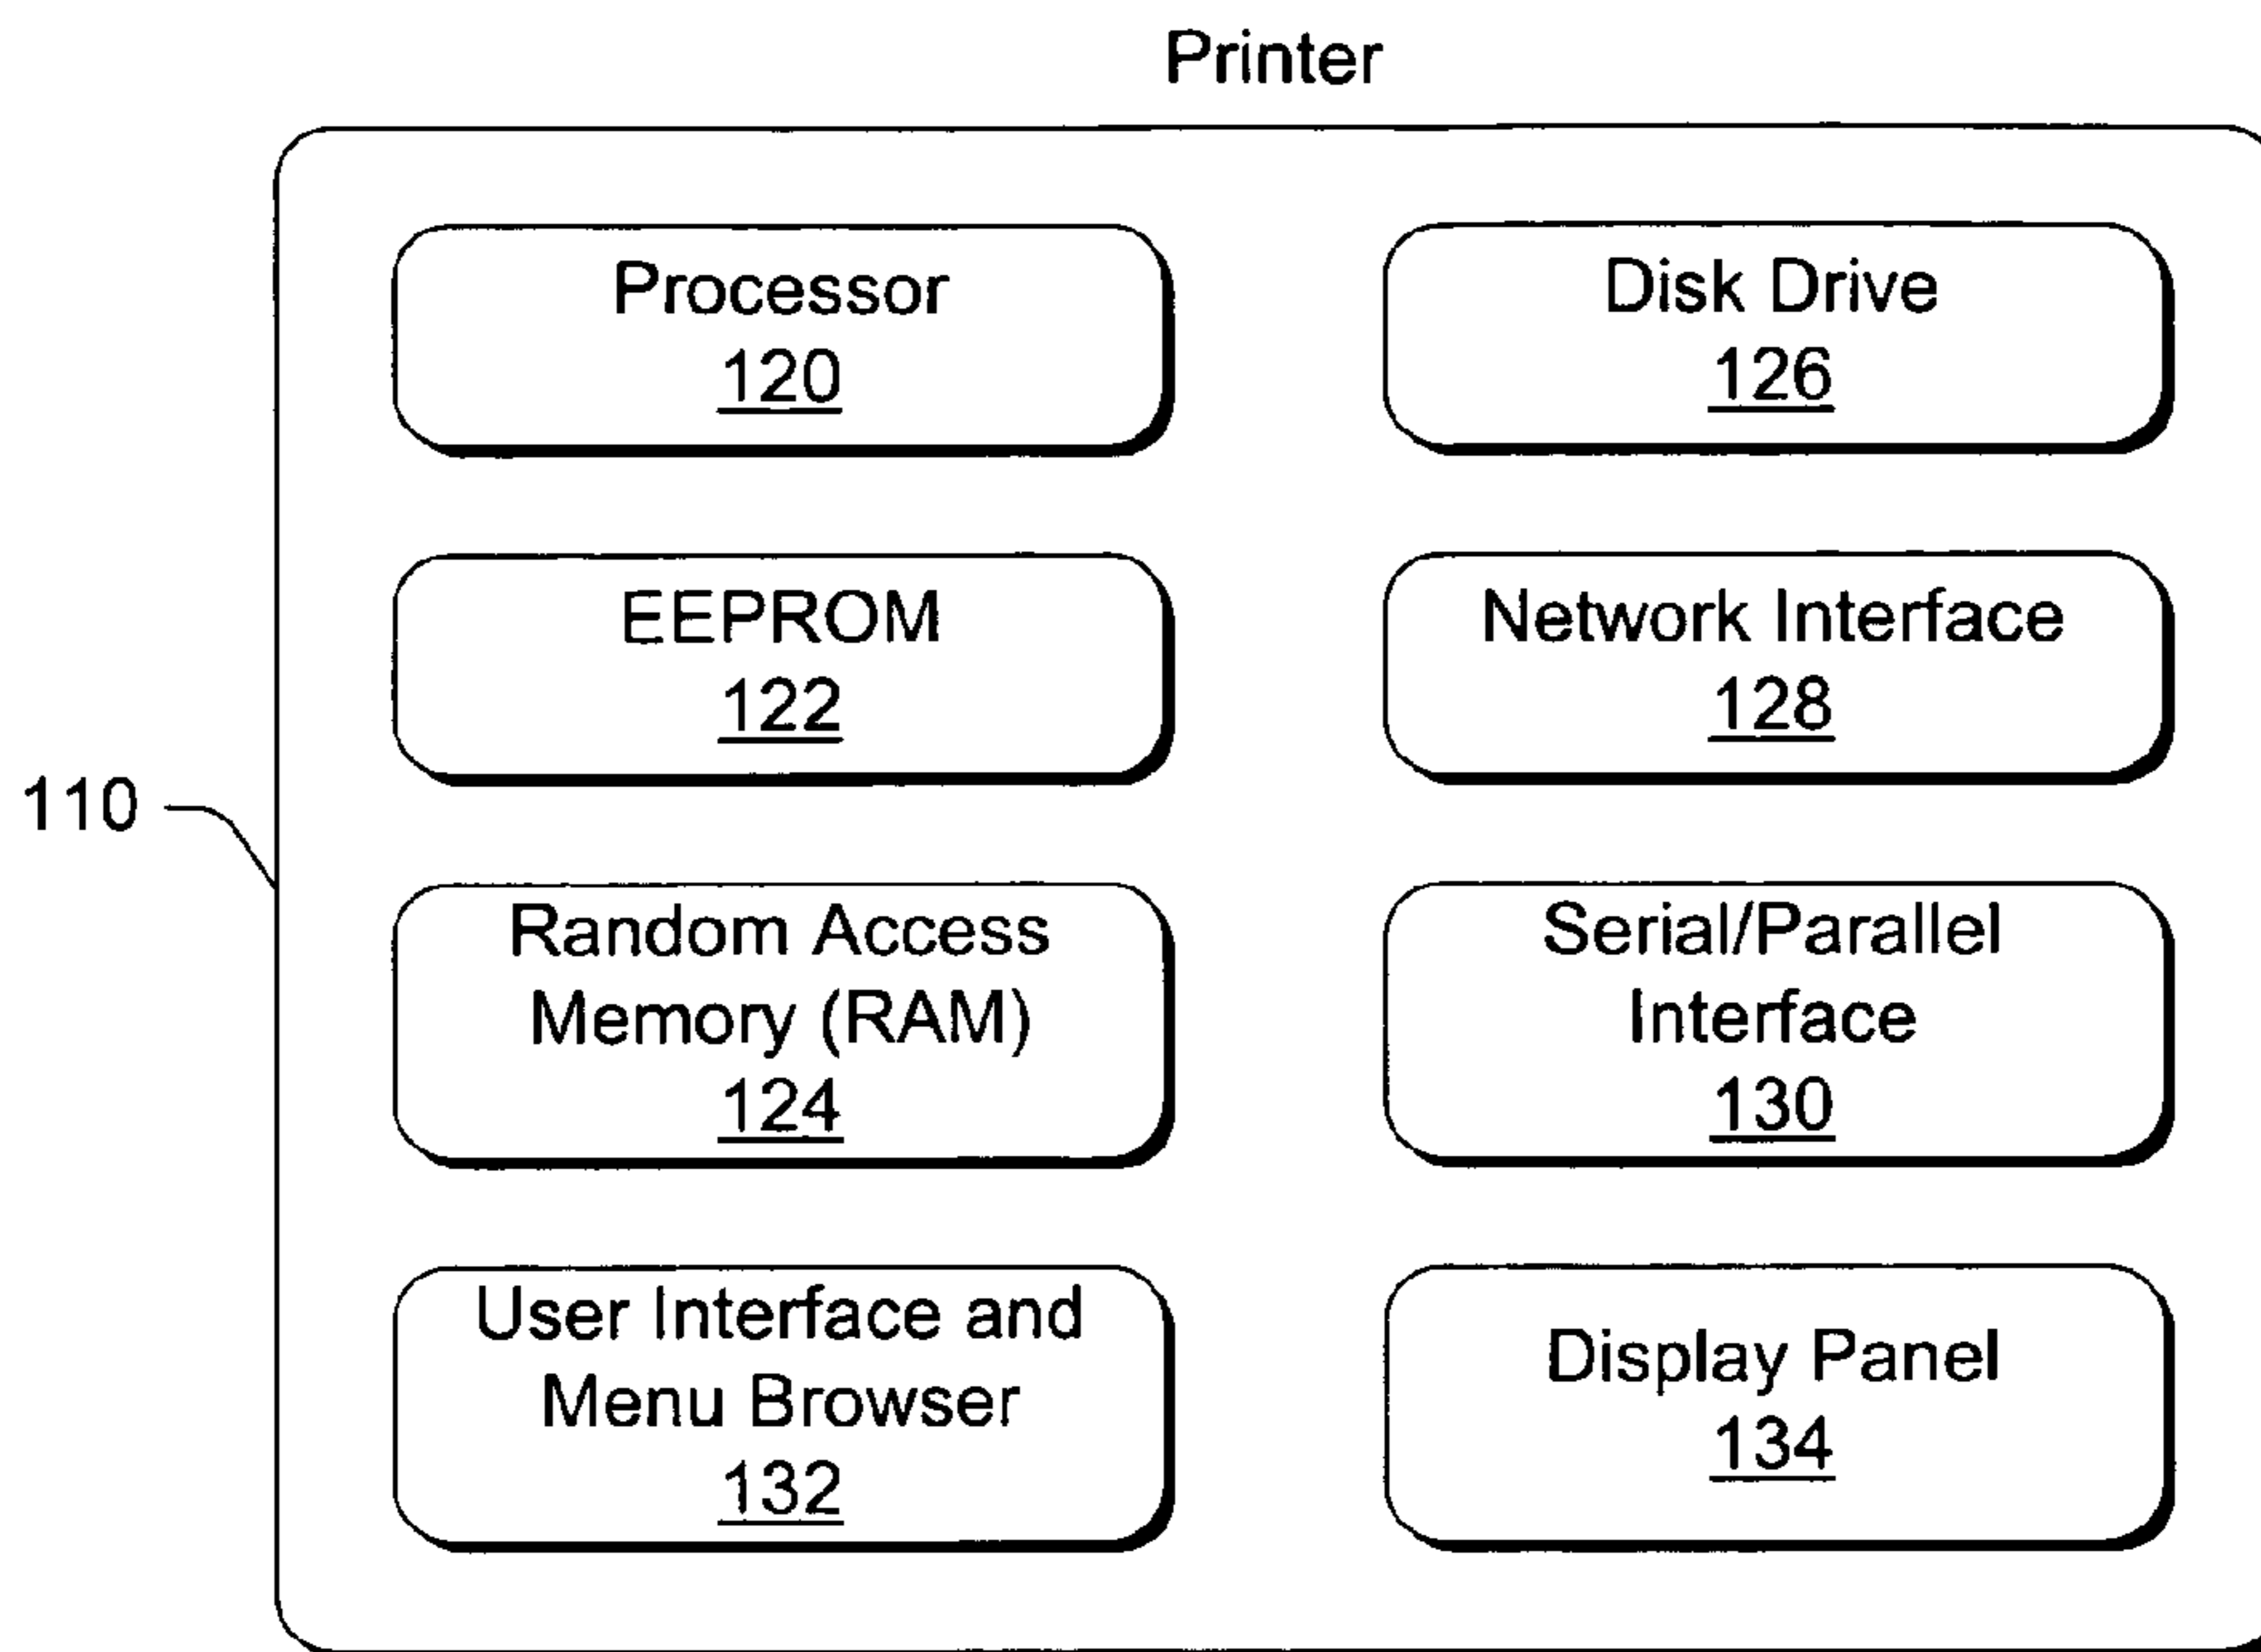 Printer
Processor
120
Disk Drive
126
EEPROM
122
Network Interface
128
110
Random Access
Memory (RAM)
124
Serial/Parallel
Interface
130
User Interface and
Menu Browser
132
Display Panel
134